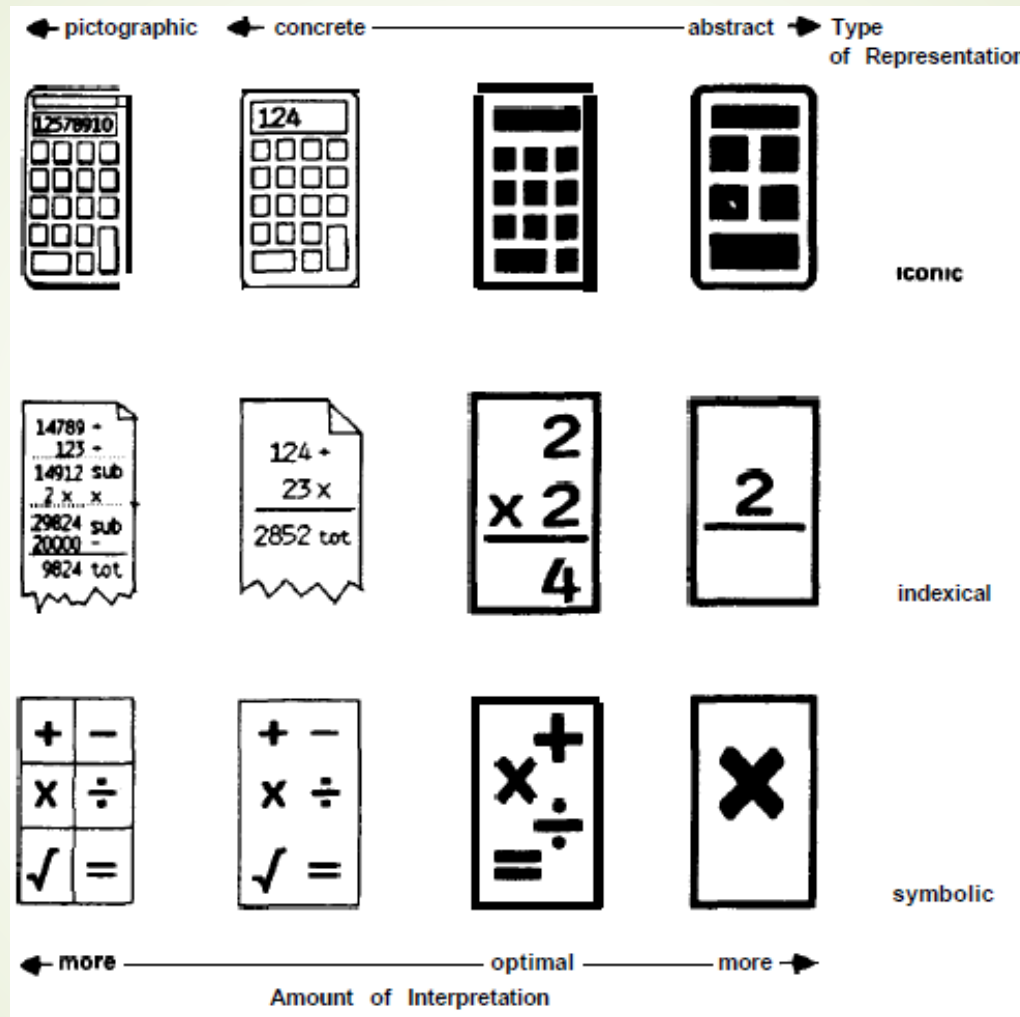 pictographic concrete abstract Type
of Representation
12578910
124
iconic
14789 +
123 +
14912 sub
2 x x
29824 sub
20000 -
9824 tot
124 +
23 x
2852 tot
2
x 2
4
2
indexical
+ -
x ÷
√ =
+ -
x ÷
√ =
+
x
÷
=
x
symbolic
more optimal more
Amount of Interpretation